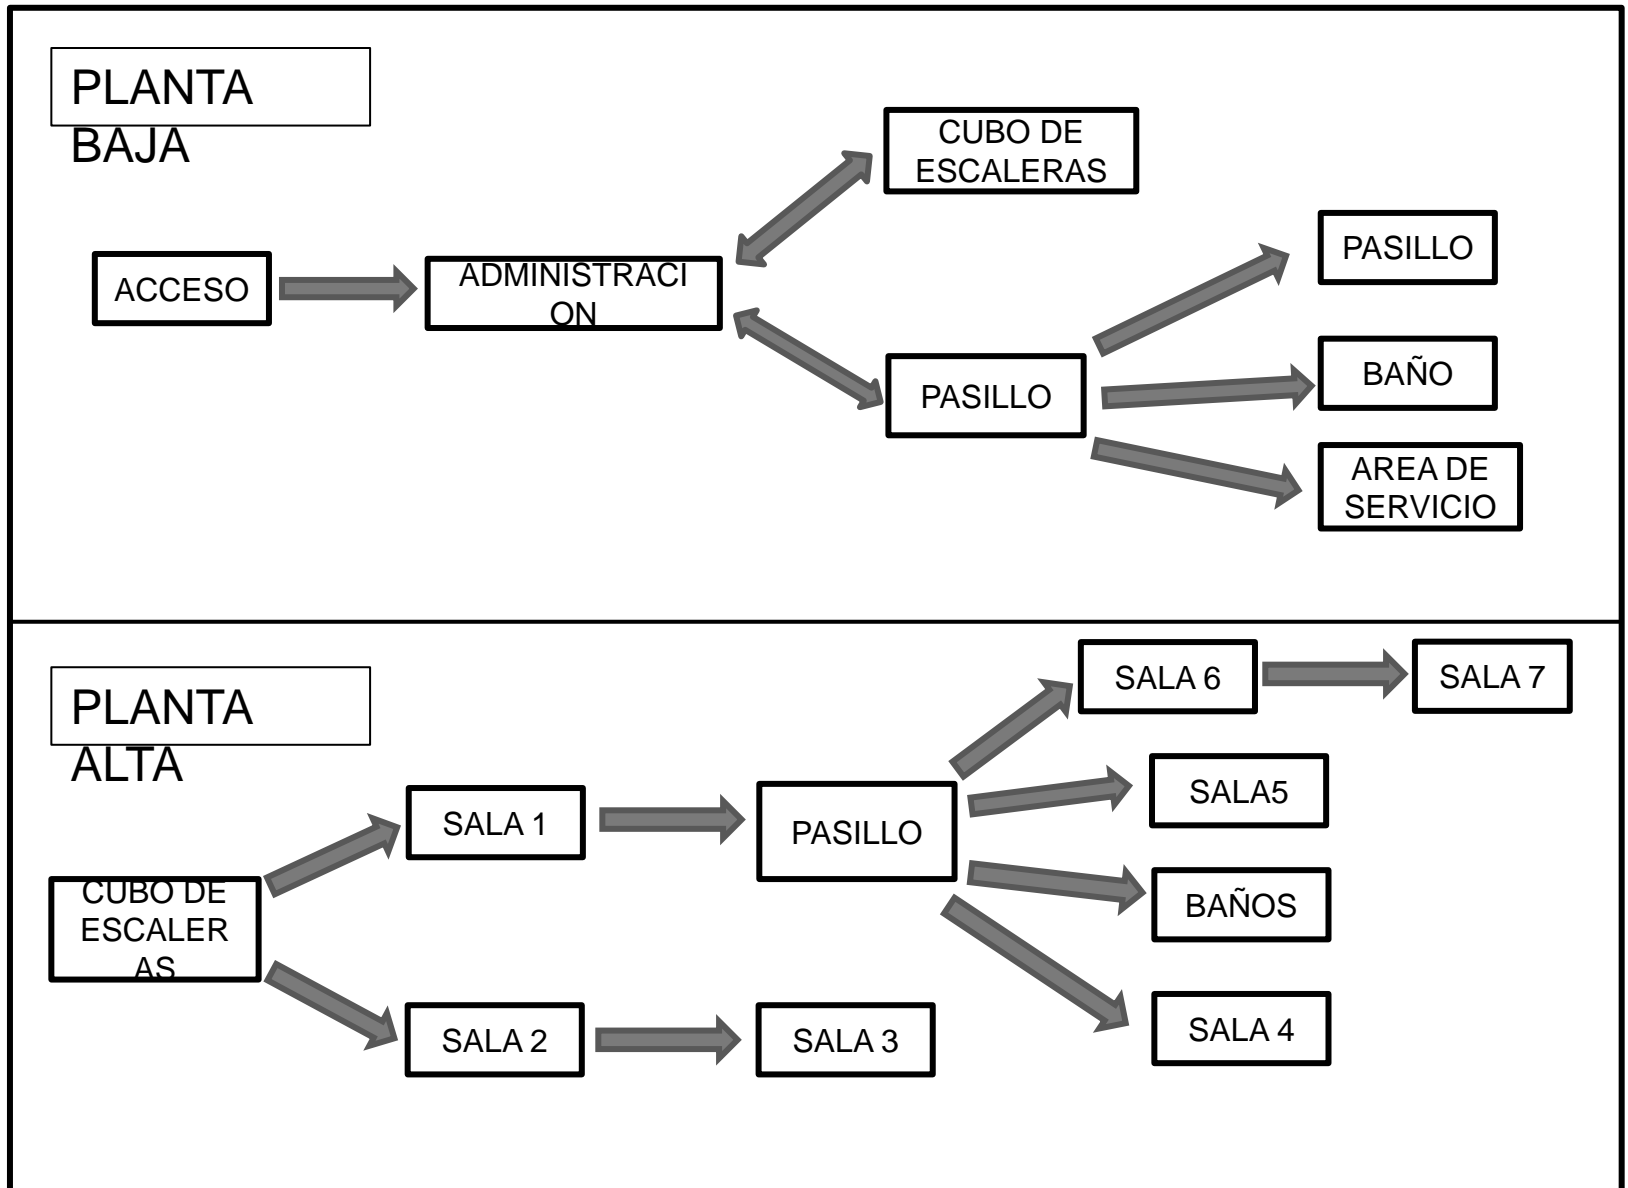 PLANTA
BAJA
CUBO DE
ESCALERAS
PASILLO
ACCESO
ADMINISTRACI
ON
BAÑO
PASILLO
AREA DE
SERVICIO
PLANTA
ALTA
SALA 6
SALA 7
SALA 1
PASILLO
SALA5
CUBO DE
ESCALER
AS
BAÑOS
SALA 2
SALA 3
SALA 4